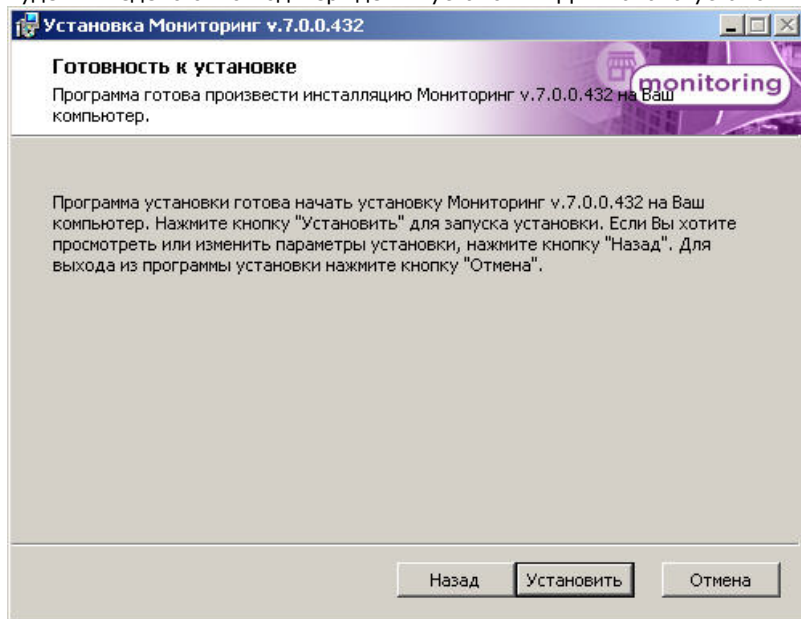 Установка Мониторинг v.7.0.0.432
Готовность к установке
Программа готова произвести инсталляцию Мониторинг v.7.0.0.432 на Ваш
компьютер.
monitoring
Программа установки готова начать установку Мониторинг v.7.0.0.432 на Ваш
компьютер. Нажмите кнопку "Установить" для запуска установки. Если Вы хотите
просмотреть или изменить параметры установки, нажмите кнопку "Назад". Для
выхода из программы установки нажмите кнопку "Отмена".
Назад Установить Отмена